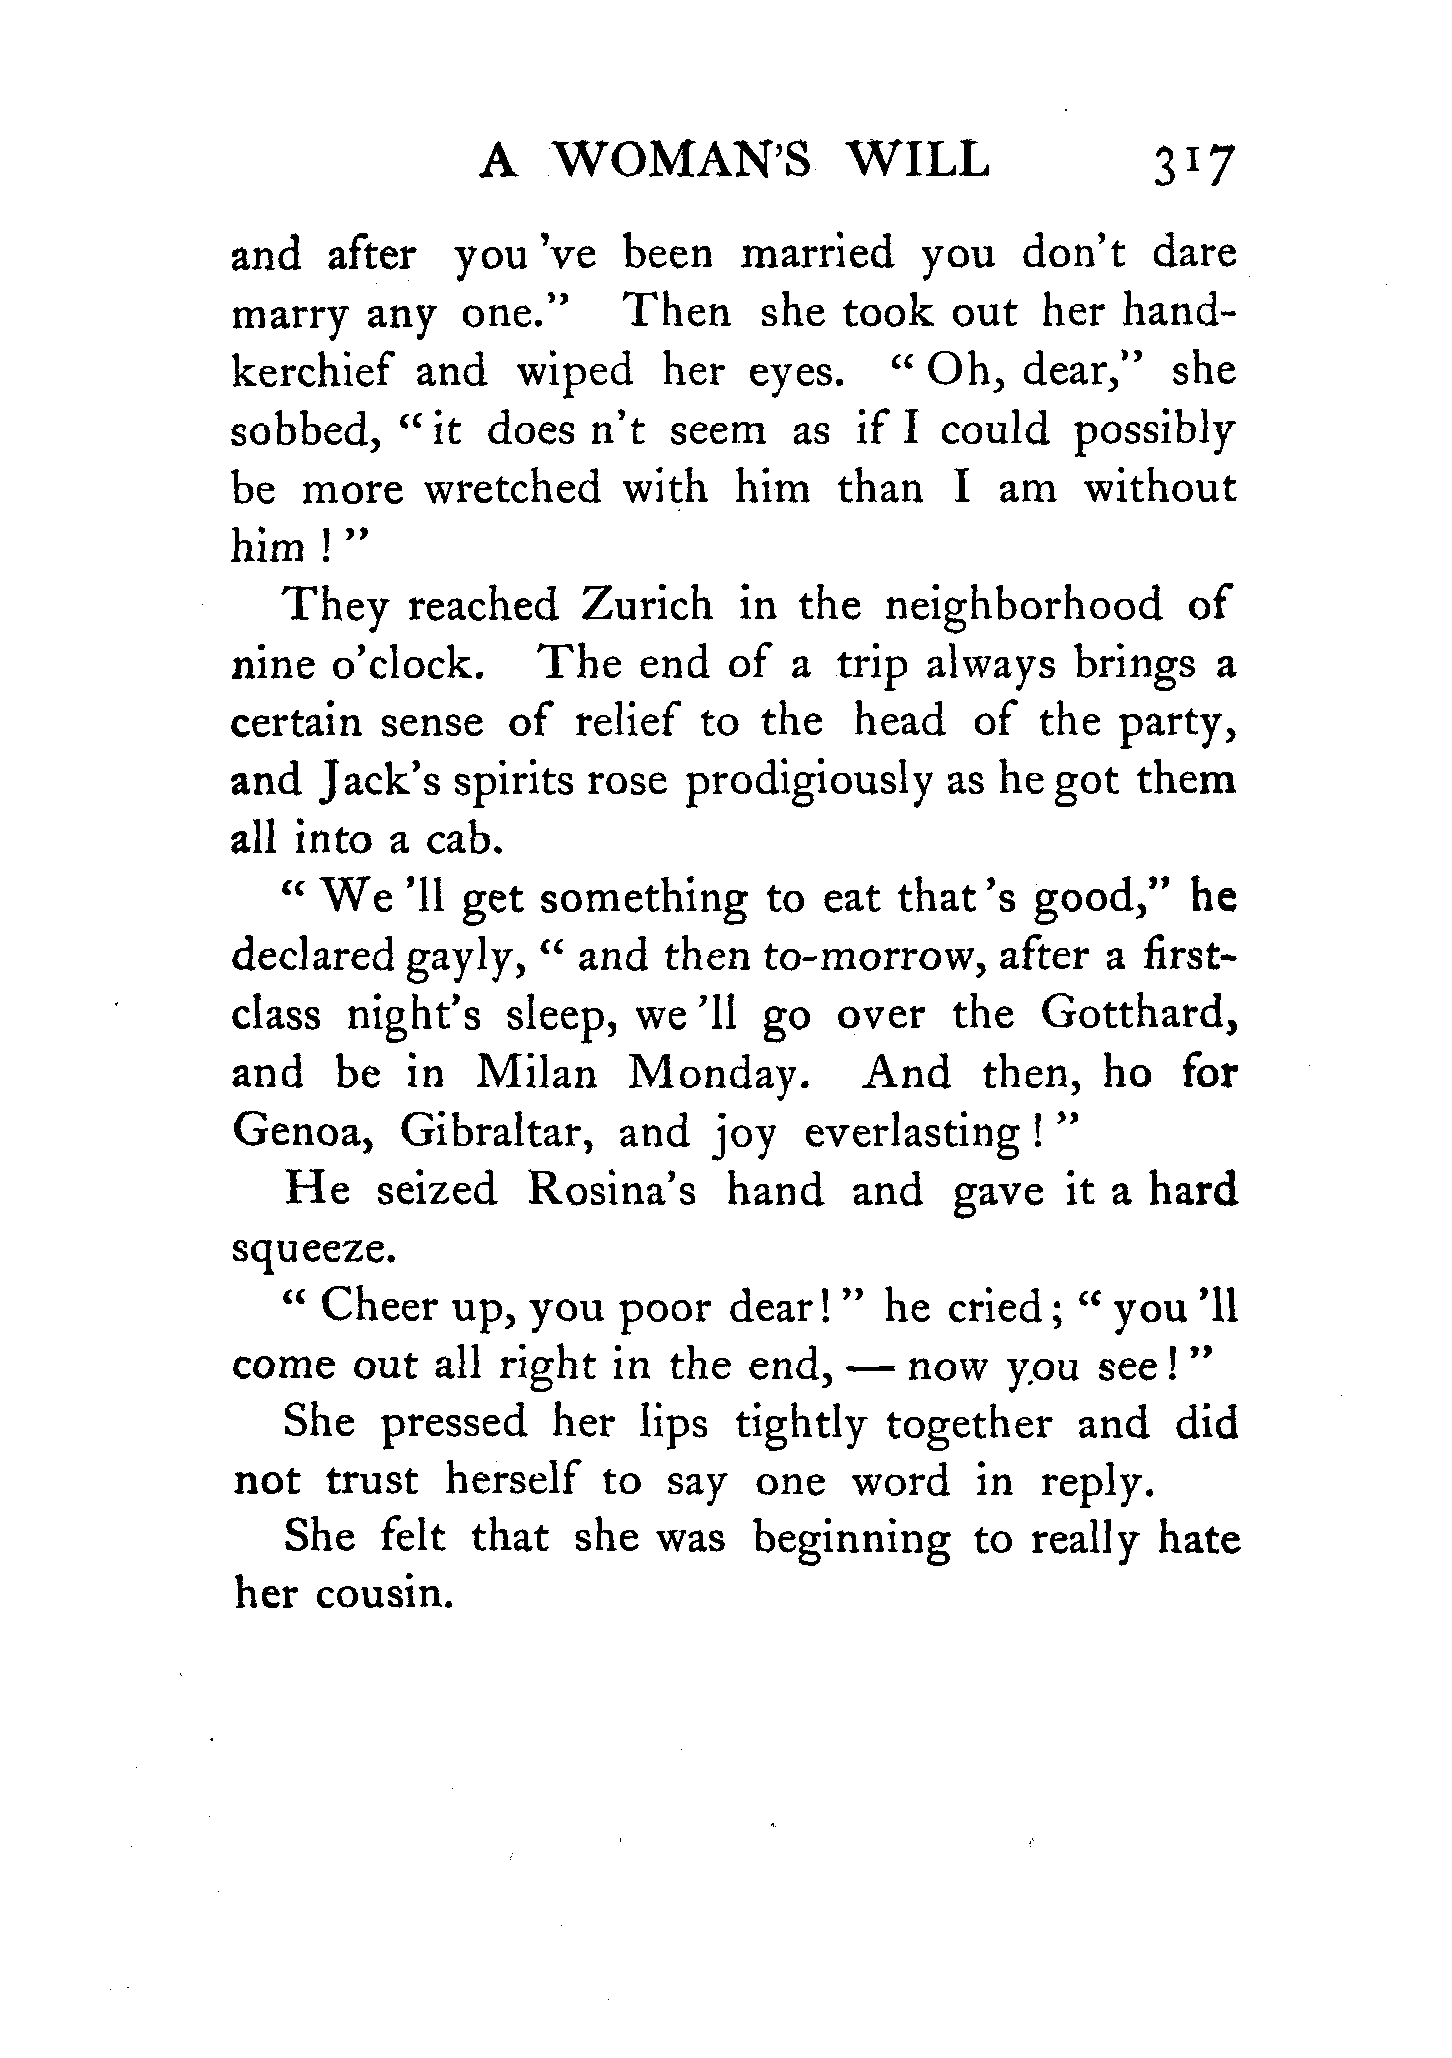 A WOMAN'S WILL 317
and after you 've been married you don't dare
marry any one." Then she took out her hand-
kerchief and wiped her eyes. " Oh, dear," she
sobbed, " it does n't seem as if I could possibly
be more wretched with him than I am without
him ! "
They reached Zurich in the neighborhood of
nine o'clock. The end of a trip always brings a
certain sense of relief to the head of the party,
and Jack's spirits rose prodigiously as he got them
all into a cab.
" We 'll get something to eat that 's good," he
declared gayly, " and then to-morrow, after a first-
class night's sleep, we 'll go over the Gotthard,
and be in Milan Monday. And then, ho for
Genoa, Gibraltar, and joy everlasting ! "
He seized Rosina's hand and gave it a hard
squeeze.
" Cheer up, you poor dear! " he cried ; " you 'll
come out all right in the end, — now you see ! "
She pressed her lips tightly together and did
not trust herself to say one word in reply.
She felt that she was beginning to really hate
her cousin.